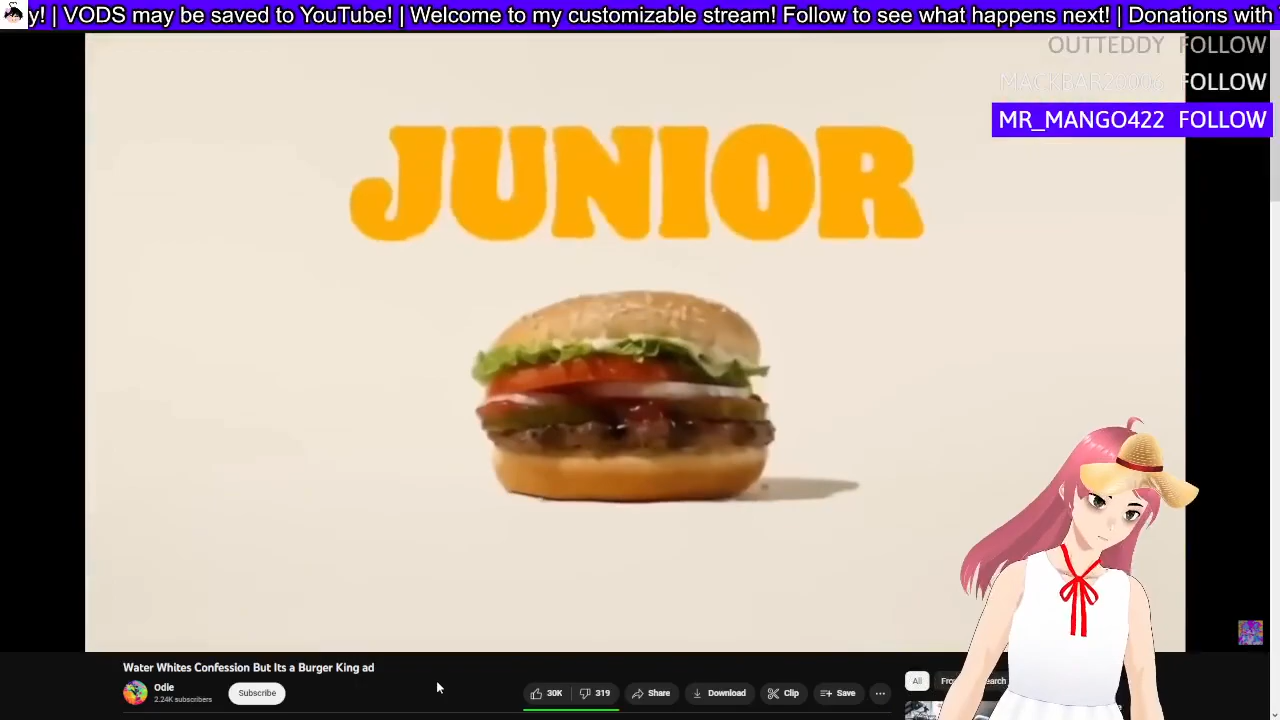 y! | VODS may be saved to YouTube! | Welcome to my customizable stream! Follow to see what happens next! | Donations with
OUTTEDDY FOLLOW
FOLLOW
MR_MANGO422 FOLLOW
JUNIOR
Water Whites Confession But Its a Burger King ad
Odie
2.24K subscribers
Subscribe
30K
319
Share
Download
Clip
Save
All